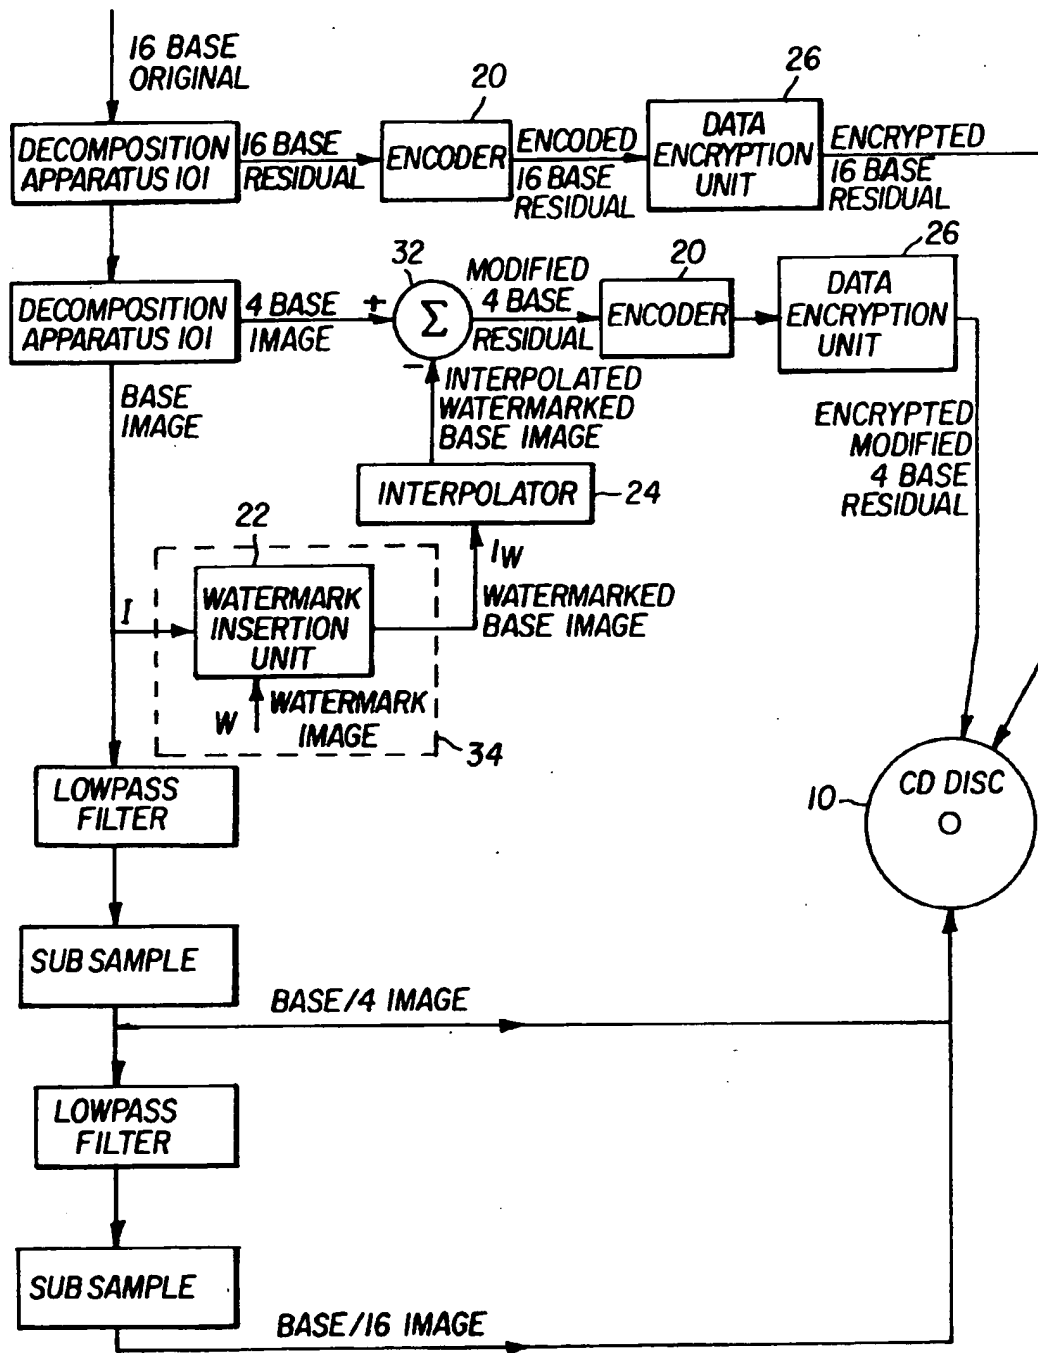 16 BASE
ORIGINAL
20
26
DECOMPOSITION
APPARATUS 101
16 BASE
RESIDUAL
ENCODER
ENCODED
16 BASE
RESIDUAL
DATA
ENCRYPTION
UNIT
ENCRYPTED
16 BASE
RESIDUAL
DECOMPOSITION
APPARATUS 101
4 BASE
IMAGE
+
32
Σ
-
MODIFIED
4 BASE
RESIDUAL
20
ENCODER
26
DATA
ENCRYPTION
UNIT
BASE
IMAGE
INTERPOLATED
WATERMARKED
BASE IMAGE
ENCRYPTED
MODIFIED
4 BASE
RESIDUAL
INTERPOLATOR
24
22
IW
WATERMARKED
BASE IMAGE
I
WATERMARK
INSERTION
UNIT
W
WATERMARK
IMAGE
34
LOWPASS
FILTER
10
CD DISC
SUB SAMPLE
BASE/4 IMAGE
LOWPASS
FILTER
SUB SAMPLE
BASE/16 IMAGE